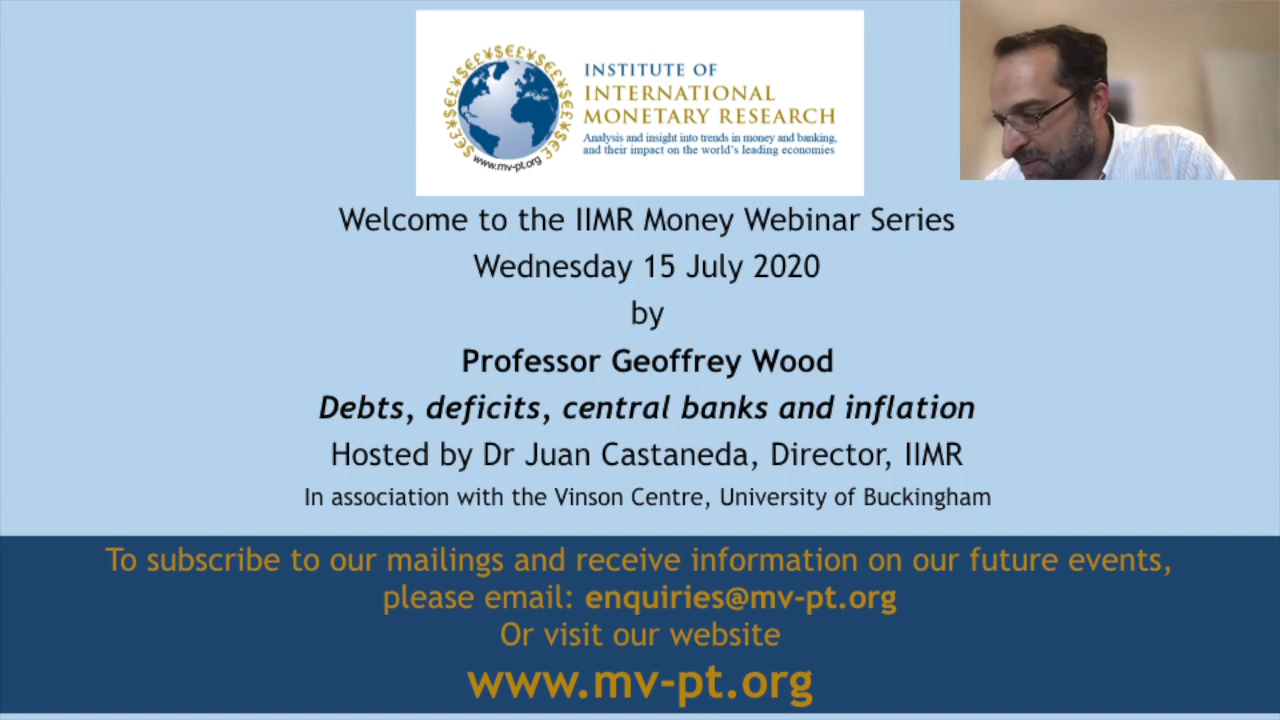 ¥$€£¥$€£¥$€£¥$€£¥$€£
www.mv-pt.org
INSTITUTE OF
INTERNATIONAL
MONETARY RESEARCH
Analysis and insight into trends in money and banking,
and their impact on the world's leading economies
Welcome to the IIMR Money Webinar Series
Wednesday 15 July 2020
by
Professor Geoffrey Wood
Debts, deficits, central banks and inflation
Hosted by Dr Juan Castaneda, Director, IIMR
In association with the Vinson Centre, University of Buckingham
To subscribe to our mailings and receive information on our future events,
please email: enquiries@mv-pt.org
Or visit our website
www.mv-pt.org